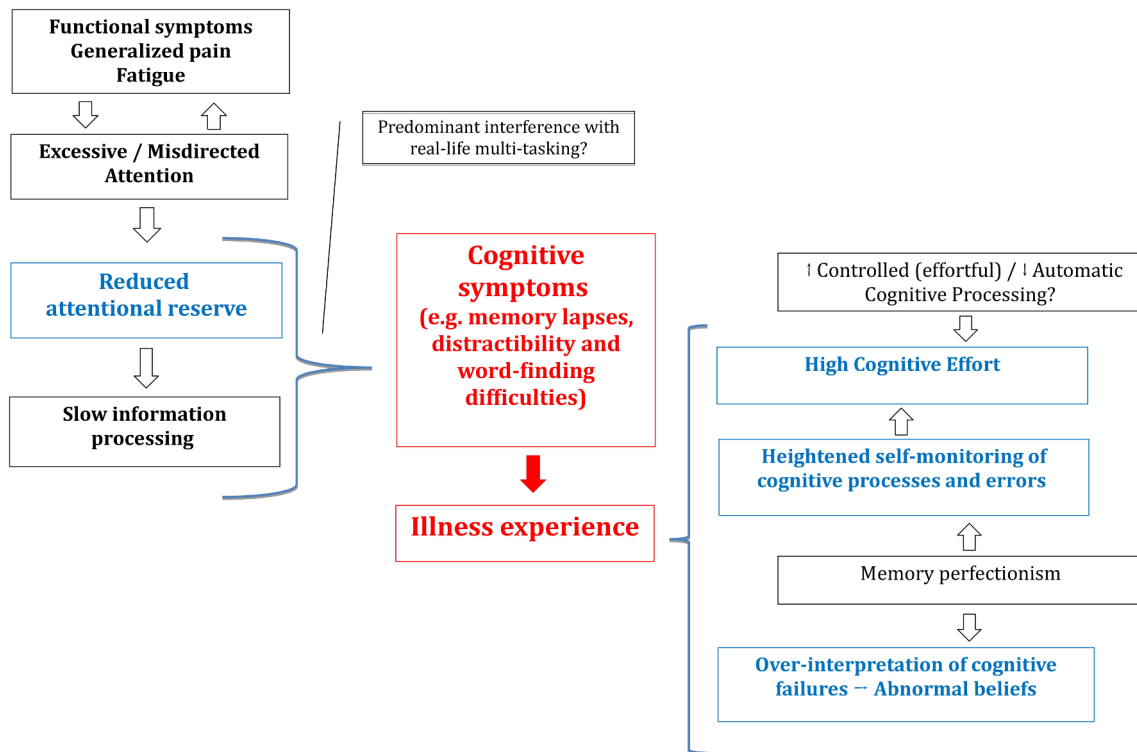 Functional symptoms
Generalized pain
Fatigue
Excessive / Misdirected
Attention
Reduced
attentional reserve
Slow information
processing
Predominant interference with
real-life multi-tasking?
Cognitive
symptoms
(e.g. memory lapses,
distractibility and
word-finding
difficulties)
Illness experience
↑ Controlled (effortful) / ↓ Automatic
Cognitive Processing?
High Cognitive Effort
Heightened self-monitoring of
cognitive processes and errors
Memory perfectionism
Over-interpretation of cognitive
failures → Abnormal beliefs